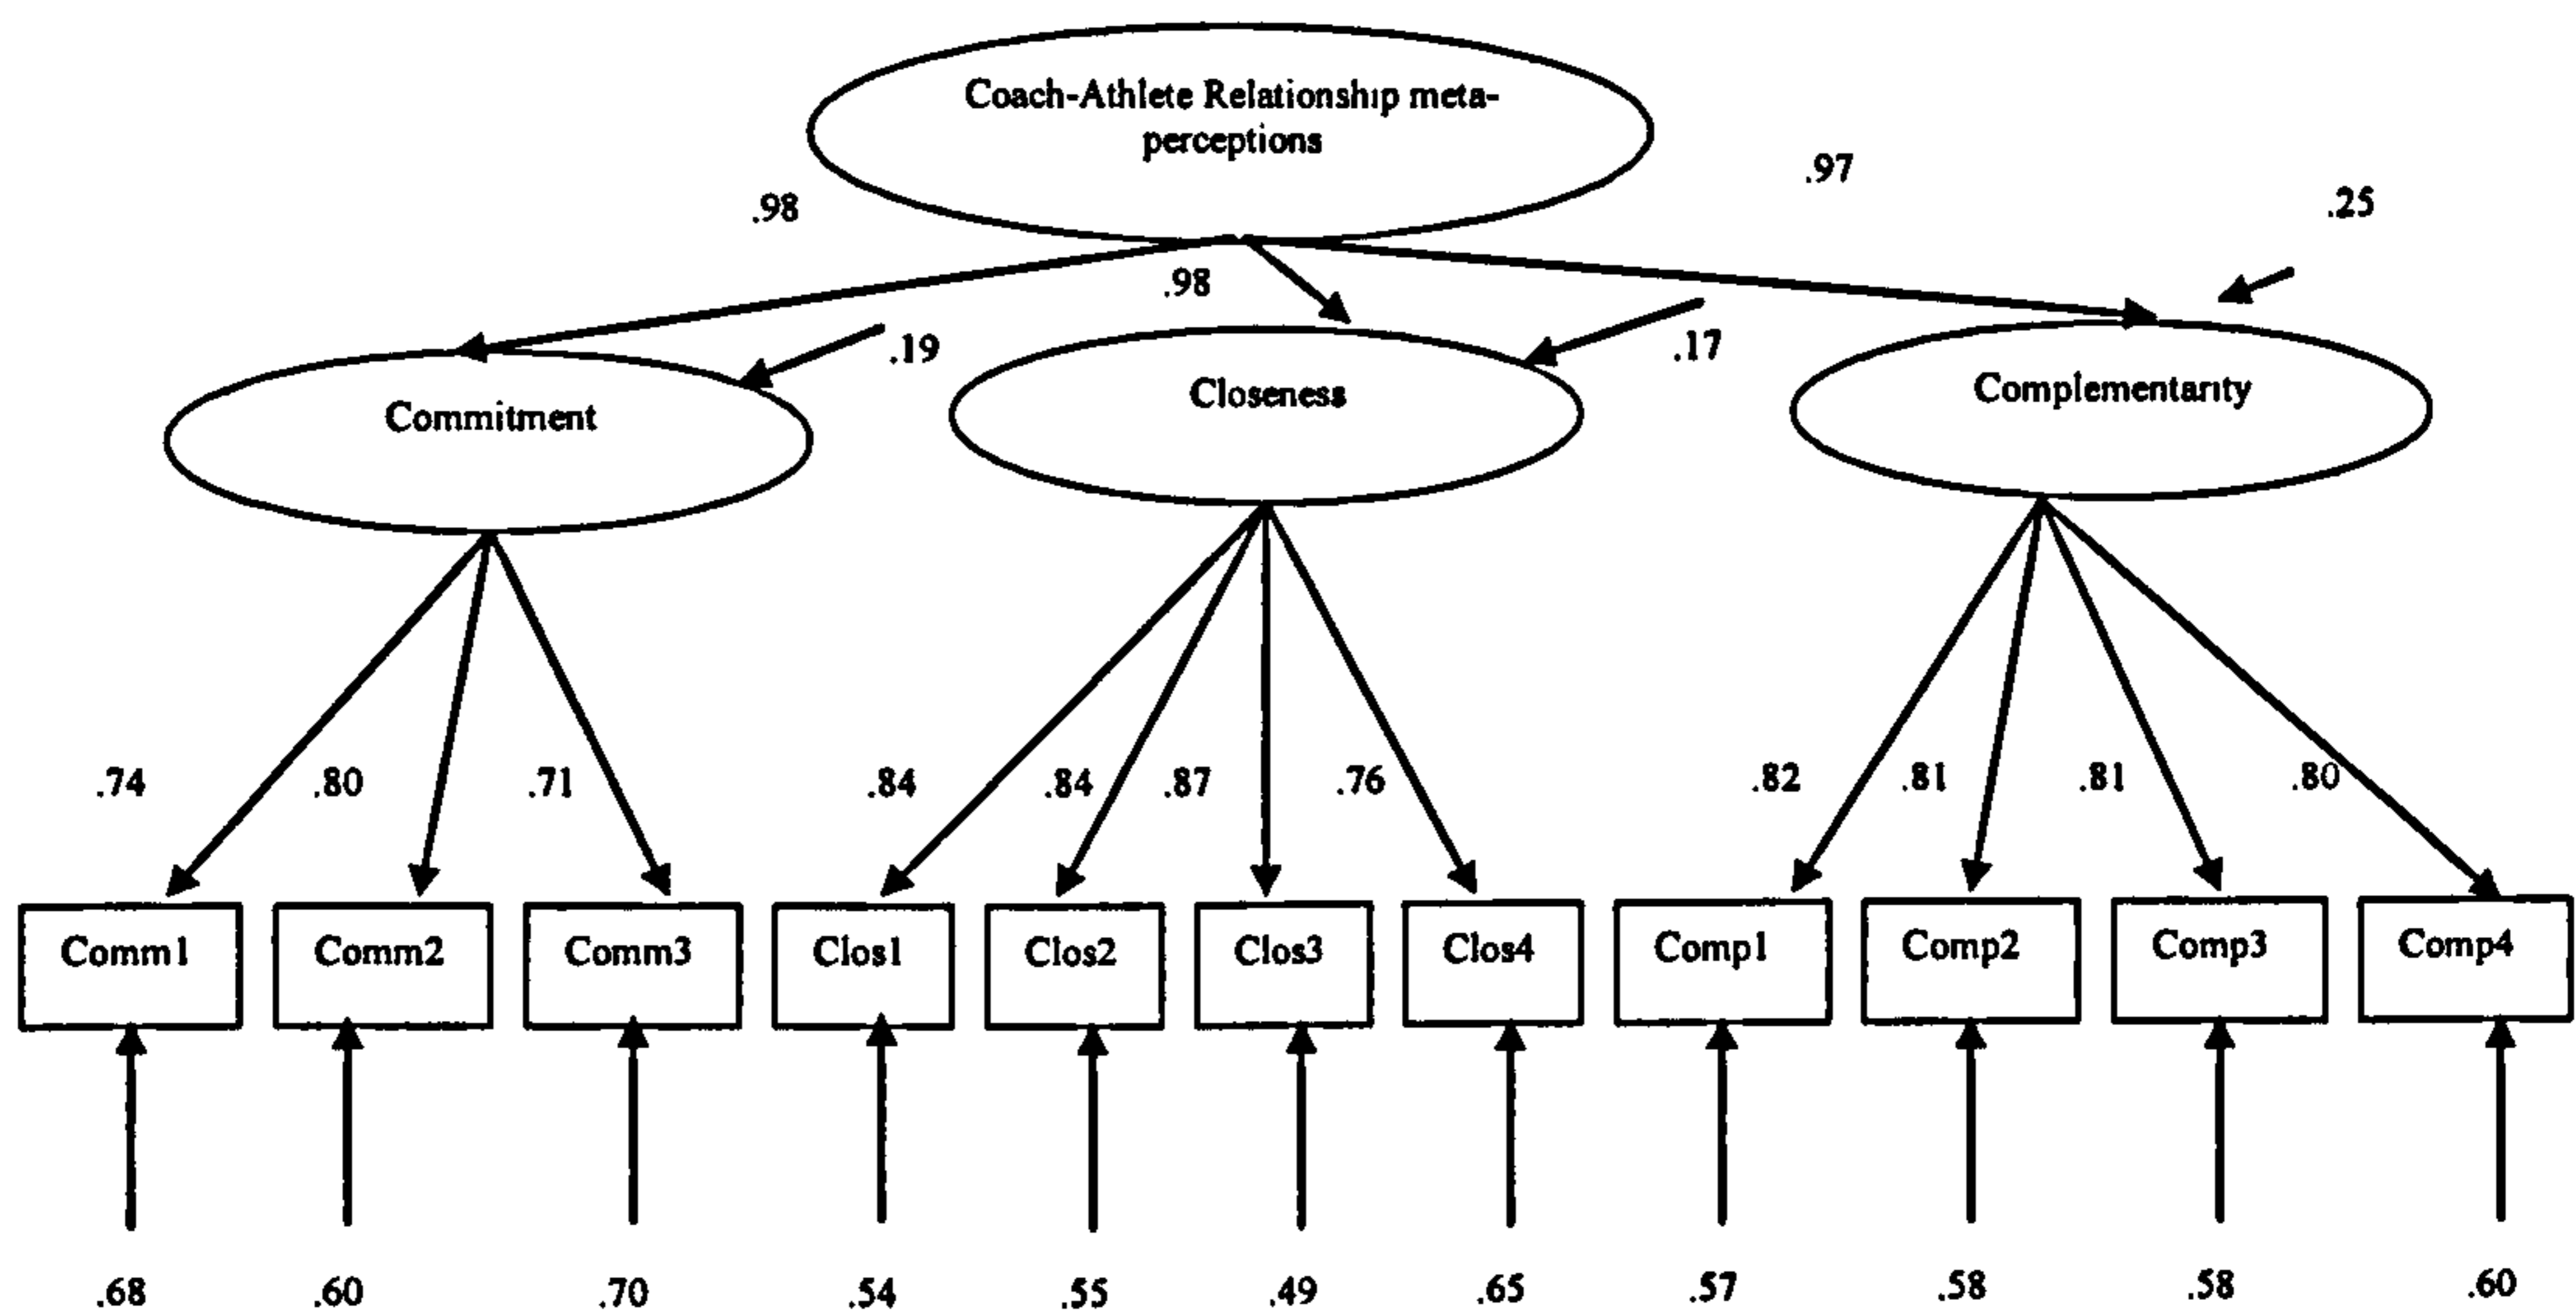 Coach-Athlete Relationship meta-
perceptions
.97
.98
.25
.98
.19
.17
Commitment
Closeness
Complementarity
.74
.80
.71
.84
.84
.87
.76
.82
.81
.81
.80
Comm1
Comm2
Comm3
Clos1
Clos2
Clos3
Clos4
Comp1
Comp2
Comp3
Comp4
.68
.60
.70
.54
.55
.49
.65
.57
.58
.58
.60